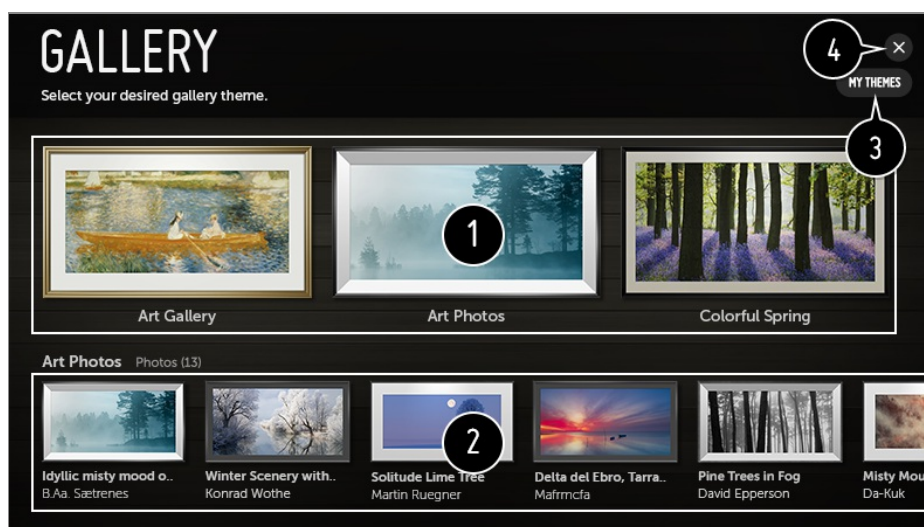 GALLERY
Select your desired gallery theme.
4
MY THEMES
3
1
Art Gallery
Art Photos
Colorful Spring
Art Photos Photos (13)
2
Idyllic misty mood o..
Winter Scenery with..
Solitude Lime Tree
Delta del Ebro, Tarra..
Pine Trees in Fog
Misty Mou
B.Aa. Sætrenes
Konrad Wothe
Martin Ruegner
Mafrmcfa
David Epperson
Da-Kuk